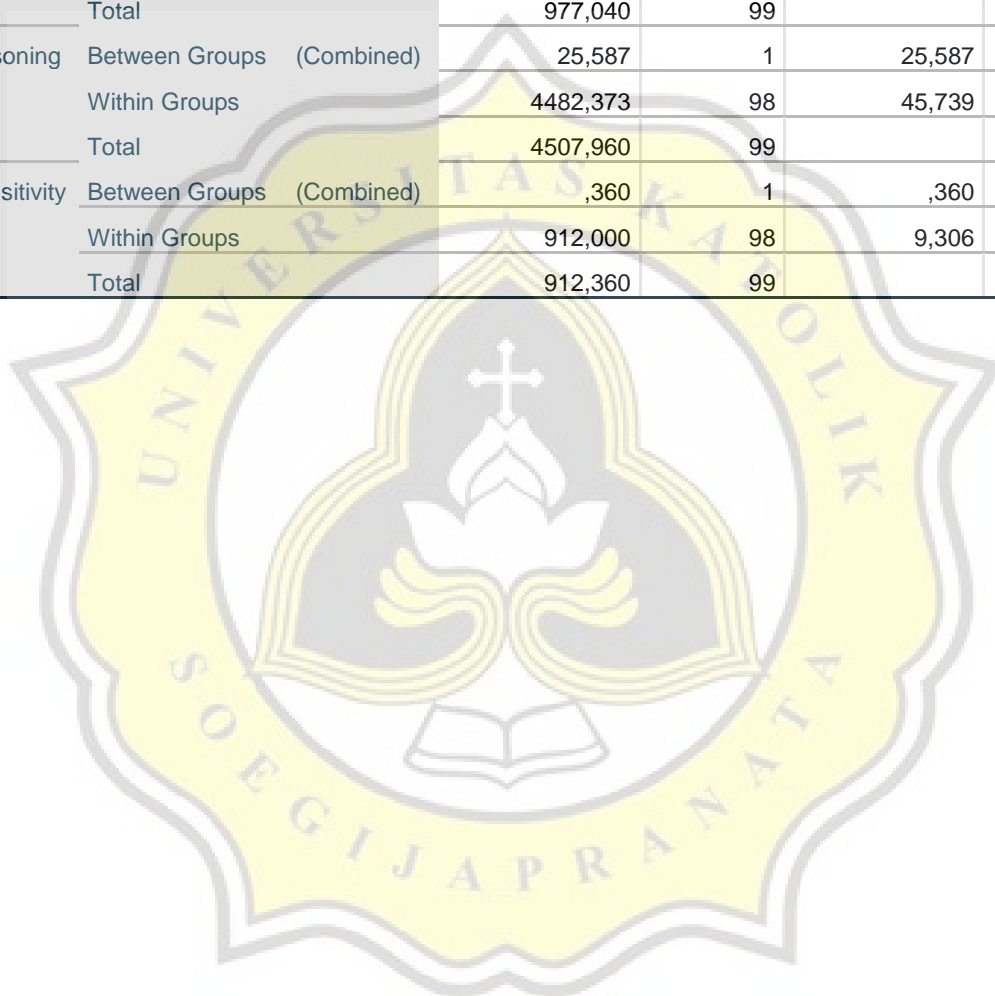 Total 977,040 99
soning Between Groups (Combined) 25,587 1 25,587
Within Groups 4482,373 98 45,739
Total 4507,960 99
sitivity Between Groups (Combined) ,360 1 ,360
Within Groups 912,000 98 9,306
Total 912,360 99
UNIVERSITAS KATOLIK
SOEGIJAPRANATA